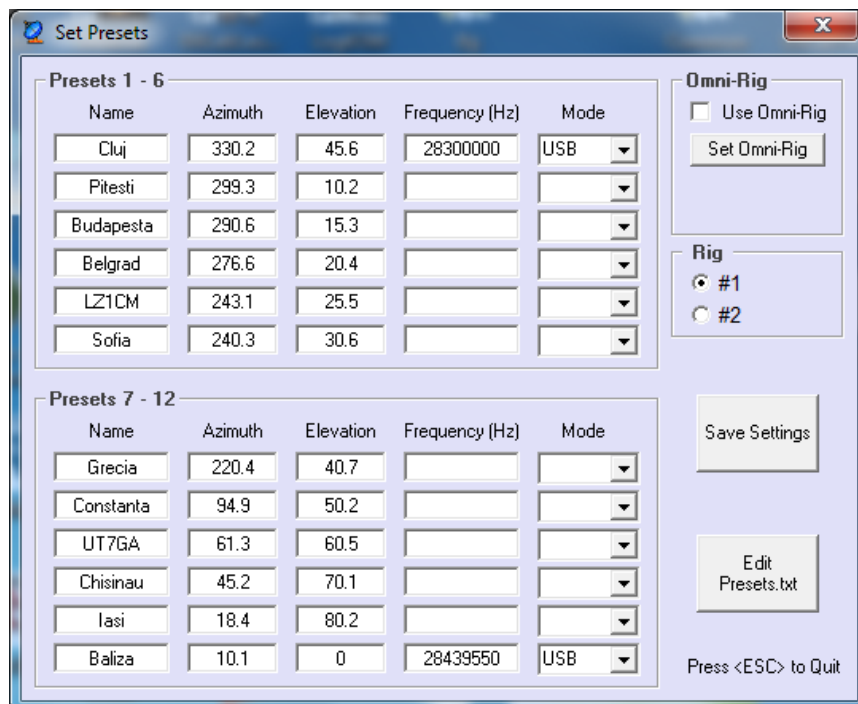 Set Presets
Presets 1 - 6
Name Azimuth Elevation Frequency (Hz) Mode
Cluj 330.2 45.6 28300000 USB
Pitesti 299.3 10.2
Budapesta 290.6 15.3
Belgrad 276.6 20.4
LZ1CM 243.1 25.5
Sofia 240.3 30.6
Omni-Rig
Use Omni-Rig
Set Omni-Rig
Rig
#1
#2
Presets 7 - 12
Name Azimuth Elevation Frequency (Hz) Mode
Grecia 220.4 40.7
Constanta 94.9 50.2
UT7GA 61.3 60.5
Chisinau 45.2 70.1
Iasi 18.4 80.2
Baliza 10.1 0 28439550 USB
Save Settings
Edit
Presets.txt
Press <ESC> to Quit